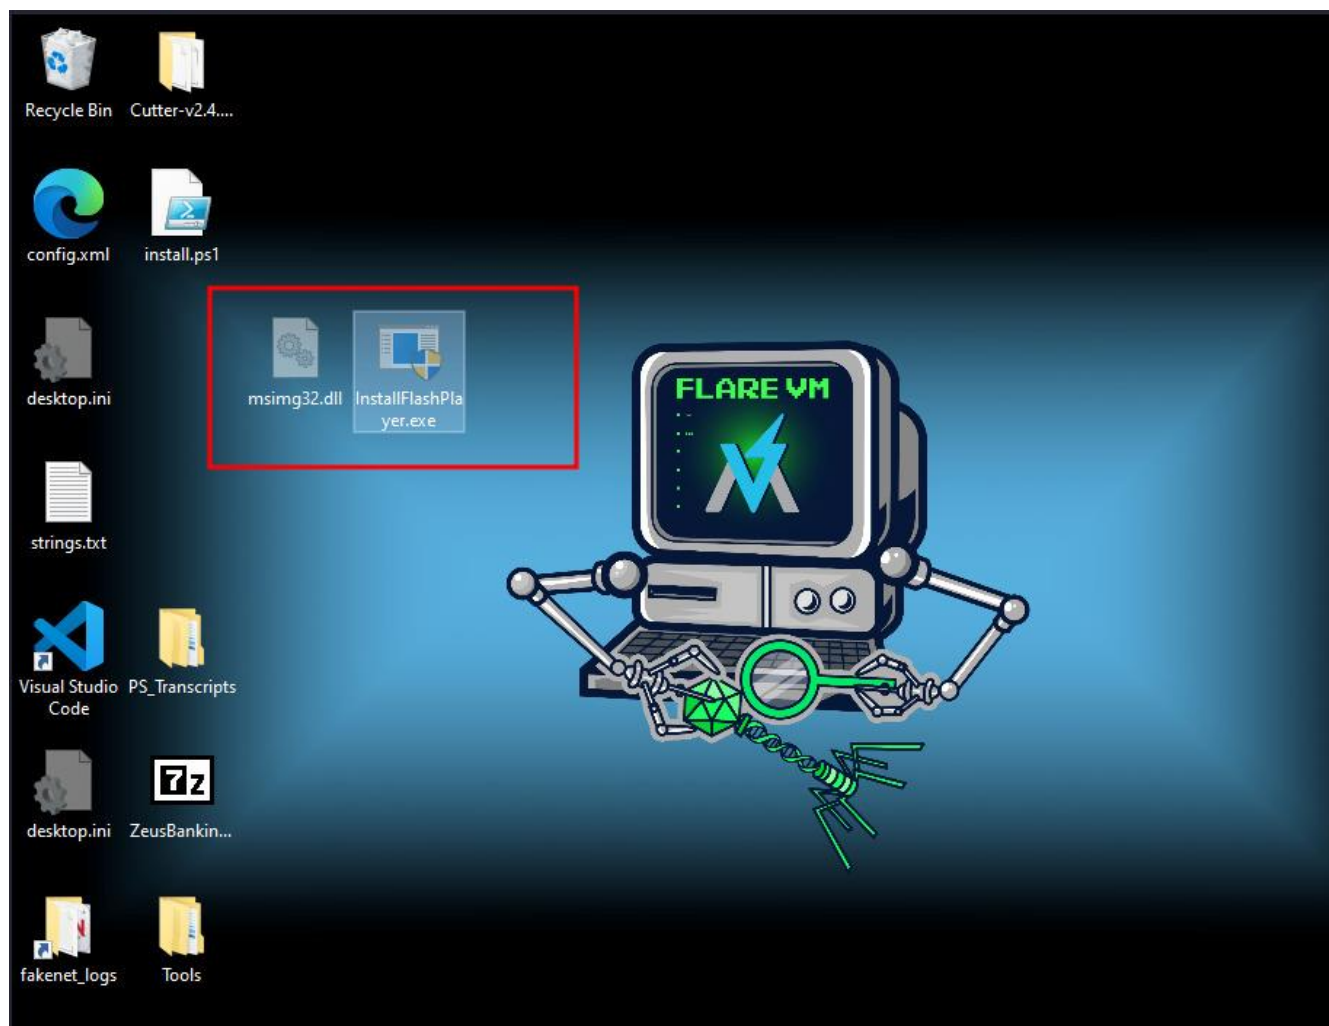 Recycle Bin
Cutter-v2.4....
config.xml
install.ps1
desktop.ini
msimg32.dll
InstallFlashPla
yer.exe
FLARE VM
strings.txt
Visual Studio
Code
PS_Transcripts
desktop.ini
7z
ZeusBankin...
fakenet_logs
Tools